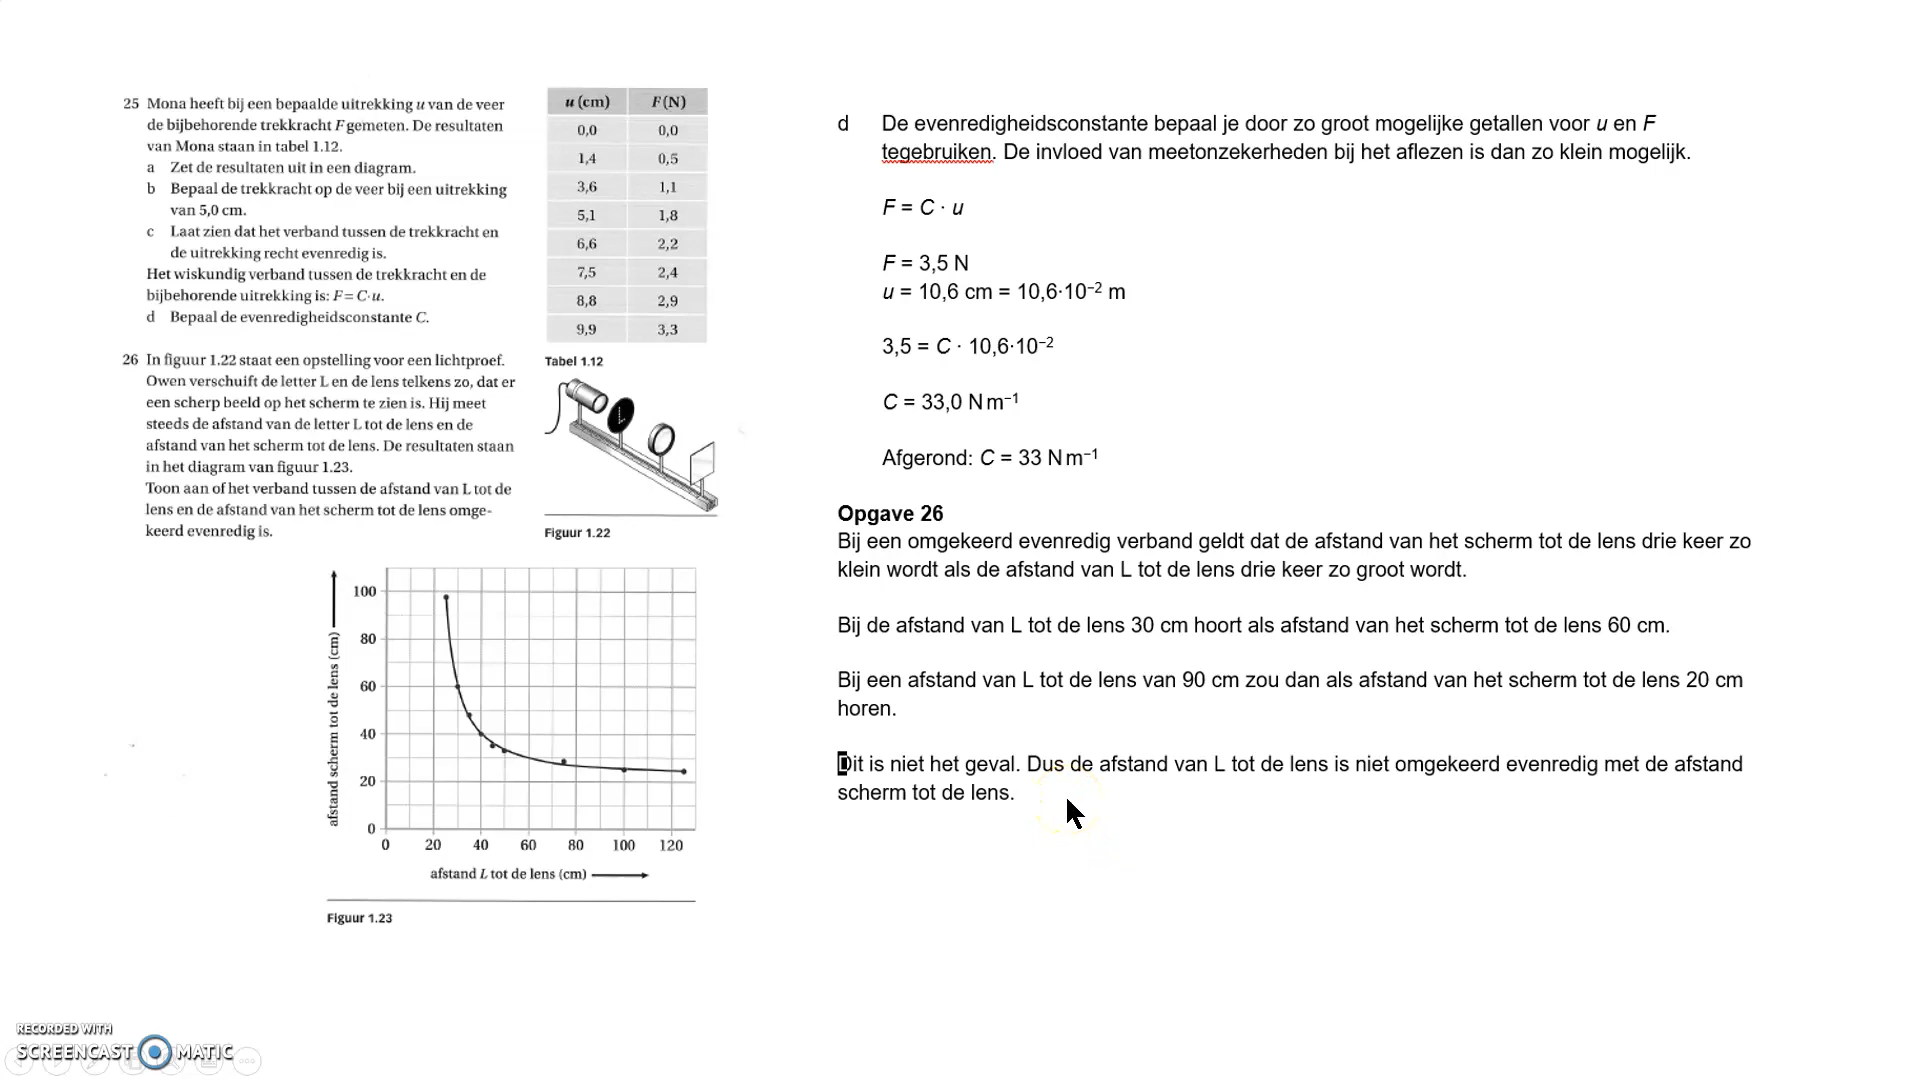 25 Mona heeft bij een bepaalde uitrekking u van de veer
de bijbehorende trekkracht F gemeten. De resultaten
van Mona staan in tabel 1.12.
a Zet de resultaten uit in een diagram.
b Bepaal de trekkracht op de veer bij een uitrekking
van 5,0 cm.
c Laat zien dat het verband tussen de trekkracht en
de uitrekking recht evenredig is.
Het wiskundig verband tussen de trekkracht en de
bijbehorende uitrekking is: F = C·u.
d Bepaal de evenredigheidsconstante C.
u (cm) F (N)
0,0 0,0
1,4 0,5
3,6 1,1
5,1 1,8
6,6 2,2
7,5 2,4
8,8 2,9
9,9 3,3
Tabel 1.12
26 In figuur 1.22 staat een opstelling voor een lichtproef.
Owen verschuift de letter L en de lens telkens zo, dat er
een scherp beeld op het scherm te zien is. Hij meet
steeds de afstand van de letter L tot de lens en de
afstand van het scherm tot de lens. De resultaten staan
in het diagram van figuur 1.23.
Toon aan of het verband tussen de afstand van L tot de
lens en de afstand van het scherm tot de lens omge-
keerd evenredig is.
L
Figuur 1.22
afstand scherm tot de lens (cm)
100
80
60
40
20
0
0 20 40 60 80 100 120
afstand L tot de lens (cm)
Figuur 1.23
d De evenredigheidsconstante bepaal je door zo groot mogelijke getallen voor u en F
tegebruiken. De invloed van meetonzekerheden bij het aflezen is dan zo klein mogelijk.
F = C · u
F = 3,5 N
u = 10,6 cm = 10,6·10⁻² m
3,5 = C · 10,6·10⁻²
C = 33,0 N m⁻¹
Afgerond: C = 33 N m⁻¹
Opgave 26
Bij een omgekeerd evenredig verband geldt dat de afstand van het scherm tot de lens drie keer zo
klein wordt als de afstand van L tot de lens drie keer zo groot wordt.
Bij de afstand van L tot de lens 30 cm hoort als afstand van het scherm tot de lens 60 cm.
Bij een afstand van L tot de lens van 90 cm zou dan als afstand van het scherm tot de lens 20 cm
horen.
Dit is niet het geval. Dus de afstand van L tot de lens is niet omgekeerd evenredig met de afstand
scherm tot de lens.
RECORDED WITH
SCREENCAST MATIC